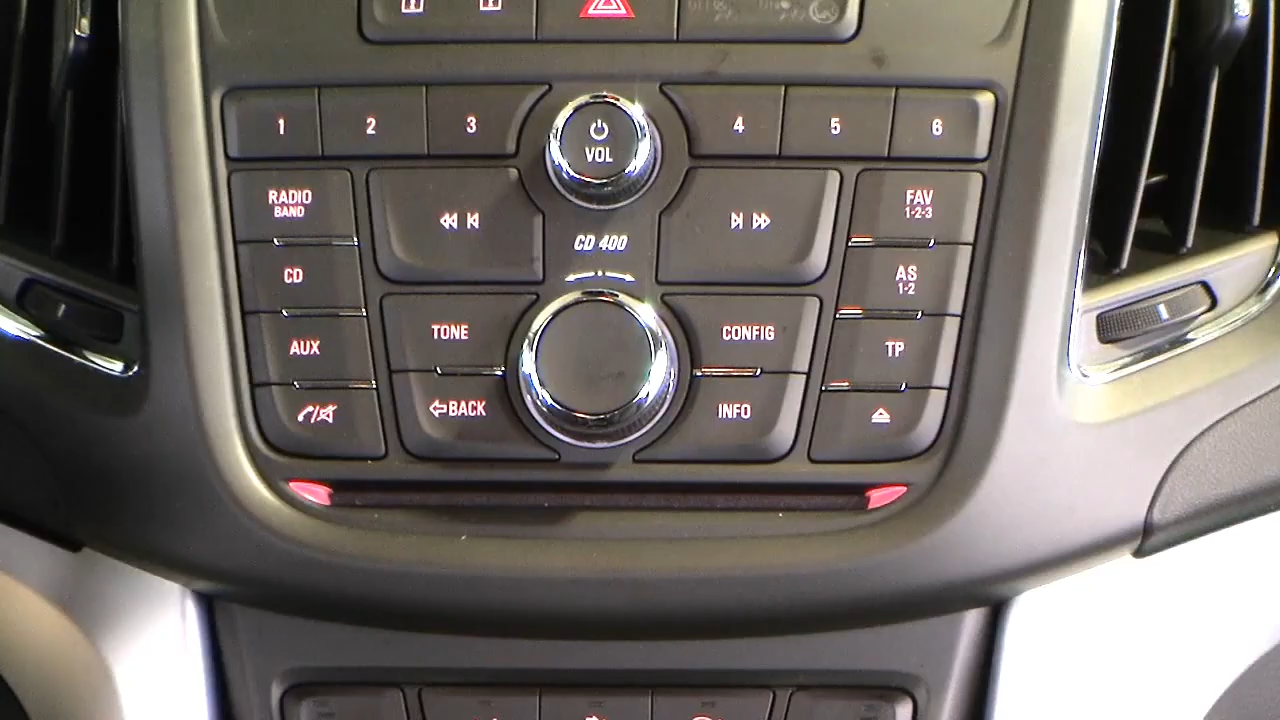 1
2
3
VOL
4
5
6
RADIO
BAND
FAV
1-2-3
CD 400
CD
AS
1-2
TONE
CONFIG
AUX
TP
BACK
INFO